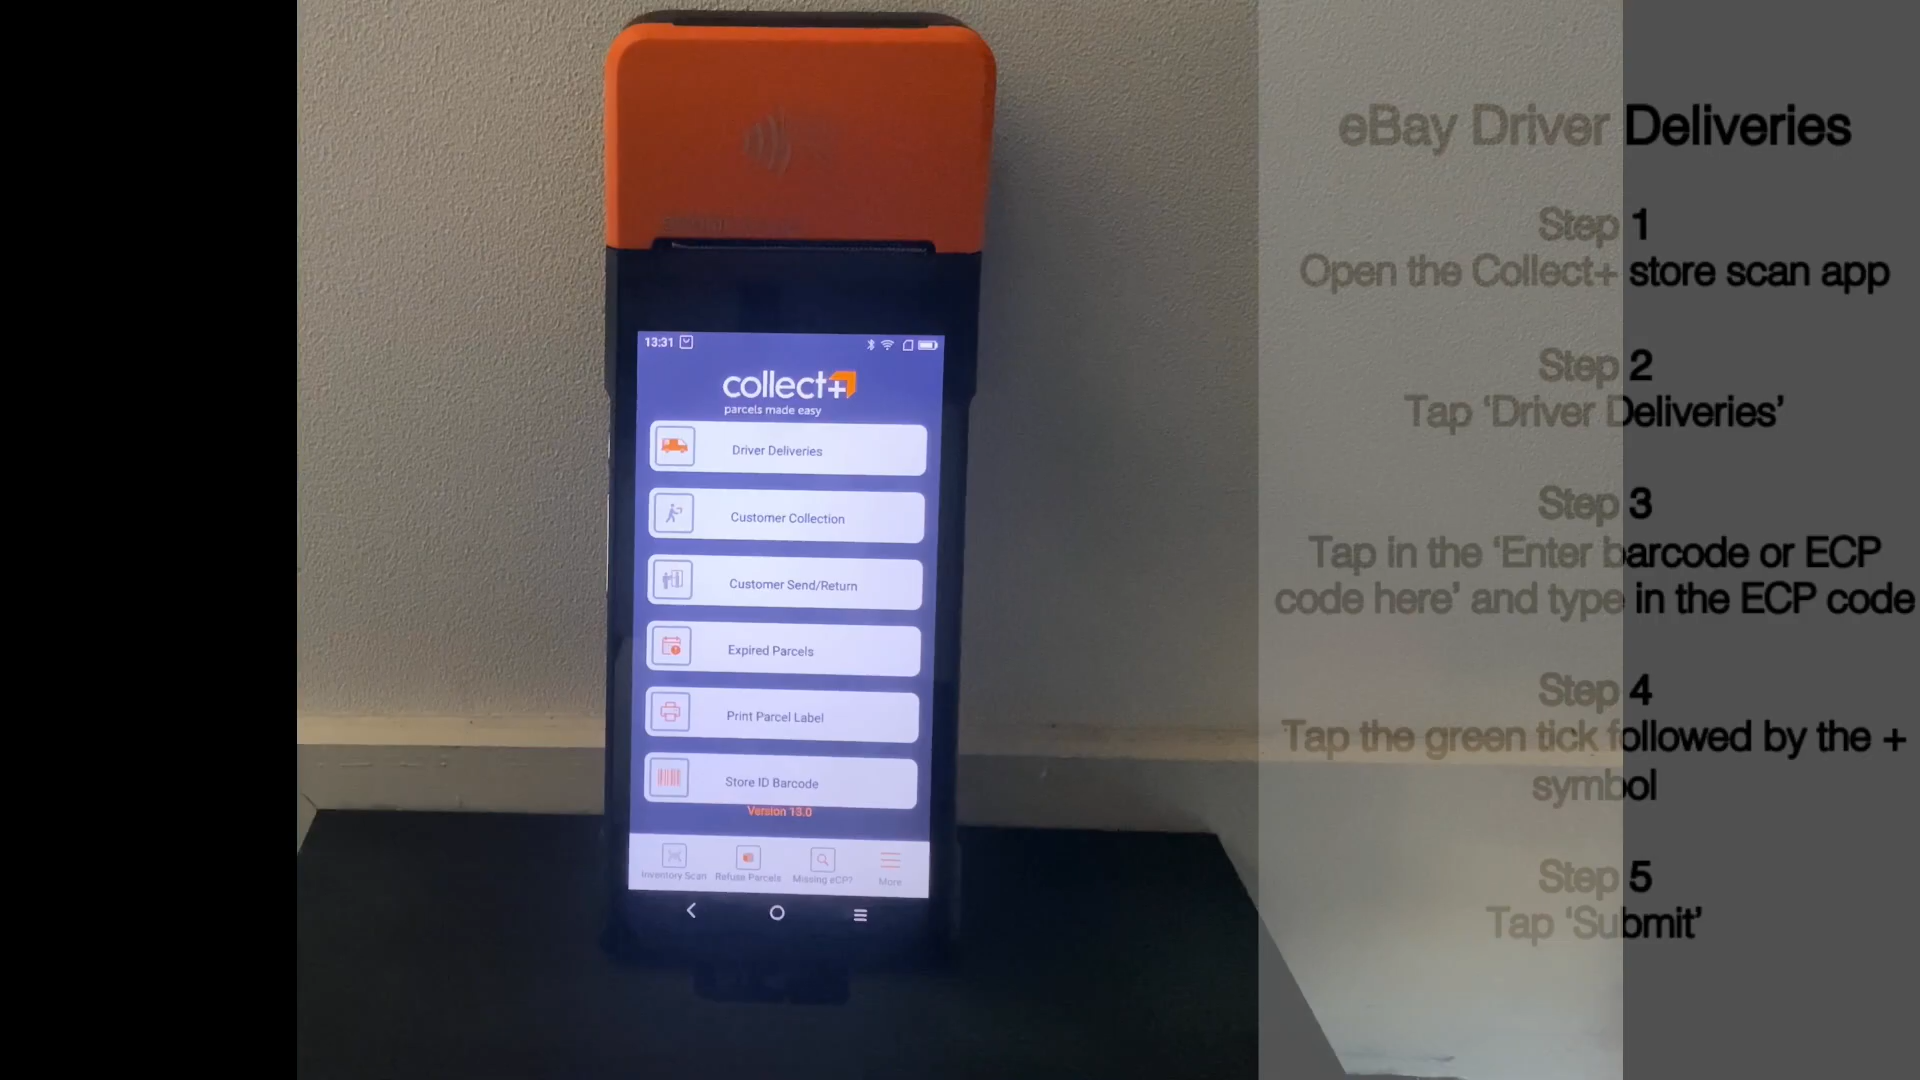 13:31
collect+
parcels made easy
Driver Deliveries
Customer Collection
Customer Send/Return
Expired Parcels
Print Parcel Label
Store ID Barcode
Version 13.0
Inventory Scan
Refuse Parcels
Missing eCP?
More
eBay Driver Deliveries
Step 1
Open the Collect+ store scan app
Step 2
Tap ‘Driver Deliveries’
Step 3
Tap in the ‘Enter barcode or ECP
code here’ and type in the ECP code
Step 4
Tap the green tick followed by the +
symbol
Step 5
Tap ‘Submit’